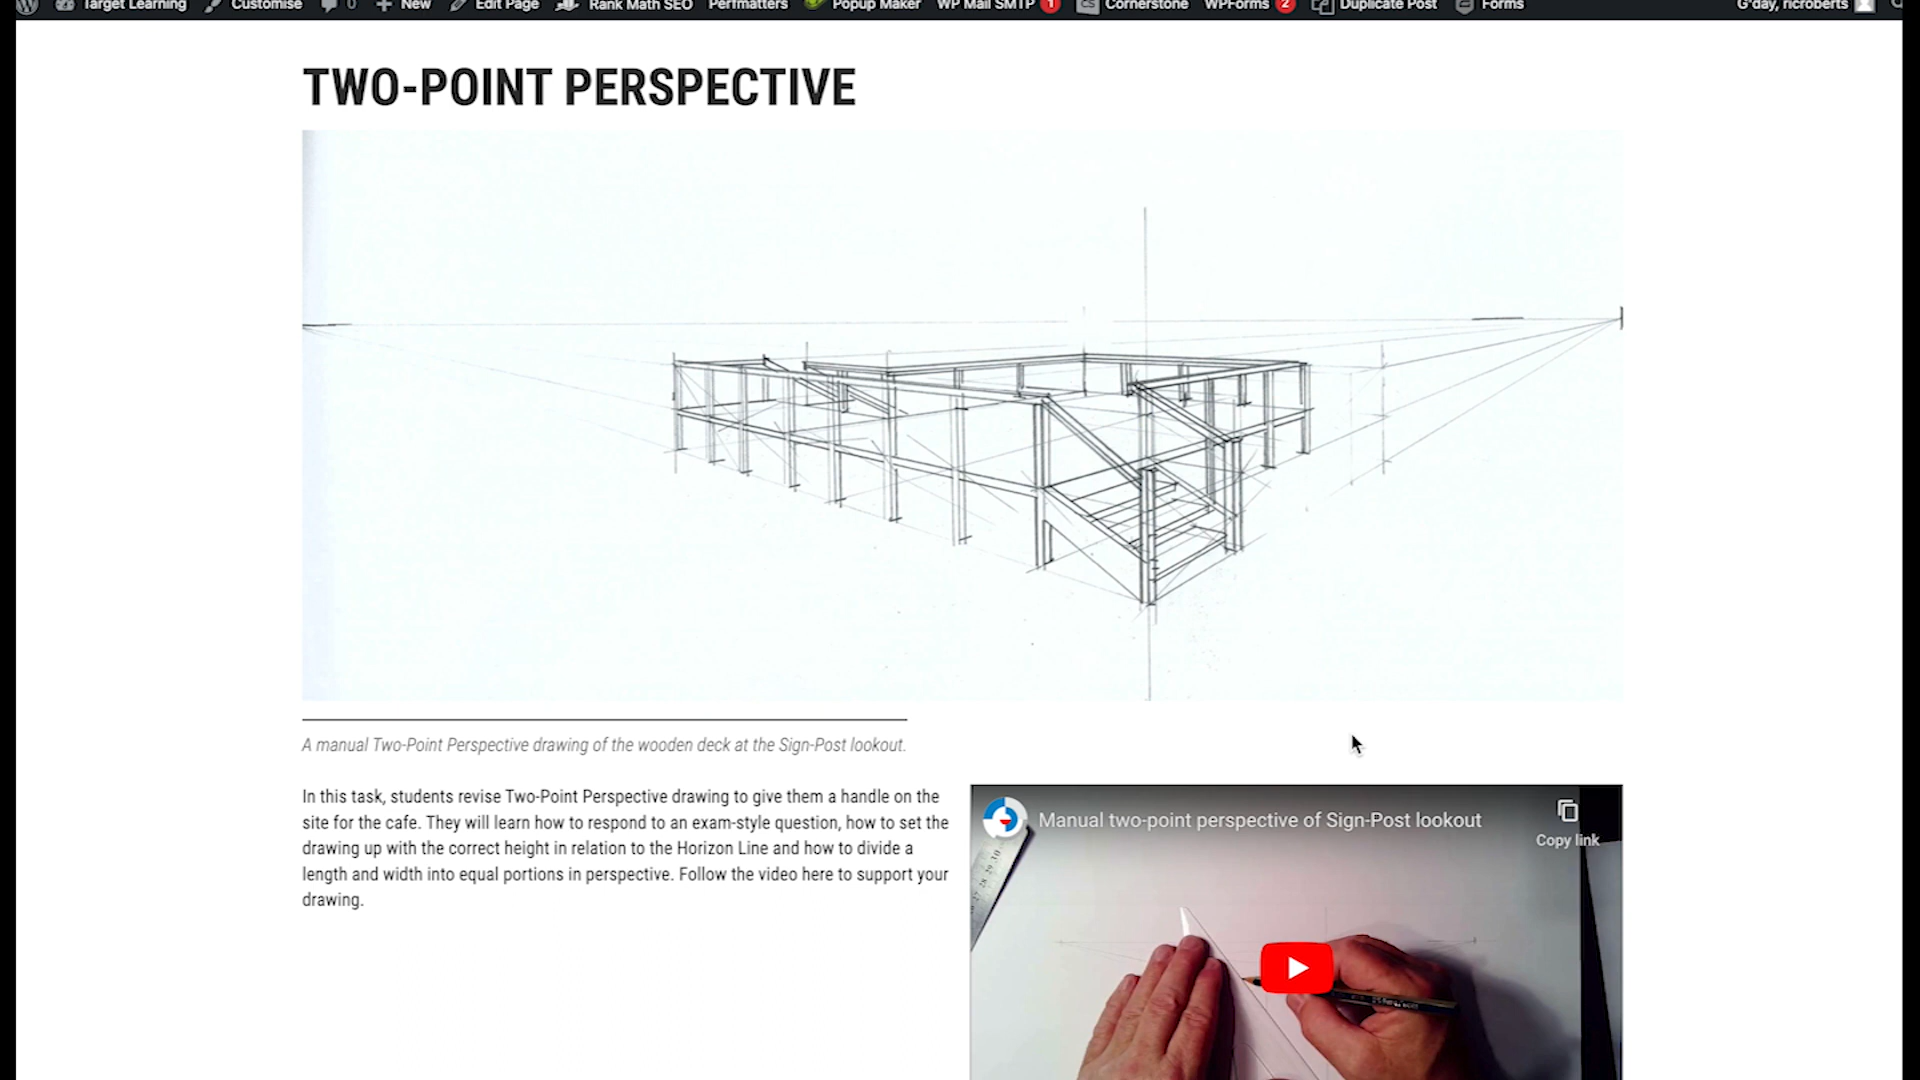 Target Learning Customise 0 New Edit Page Rank Math SEO Perfmatters Popup Maker WP Mail SMTP 1 CS Cornerstone WPForms 2 Duplicate Post Forms G'day, ricroberts
TWO-POINT PERSPECTIVE
A manual Two-Point Perspective drawing of the wooden deck at the Sign-Post lookout.
In this task, students revise Two-Point Perspective drawing to give them a handle on the
site for the cafe. They will learn how to respond to an exam-style question, how to set the
drawing up with the correct height in relation to the Horizon Line and how to divide a
length and width into equal portions in perspective. Follow the video here to support your
drawing.
Manual two-point perspective of Sign-Post lookout
Copy link